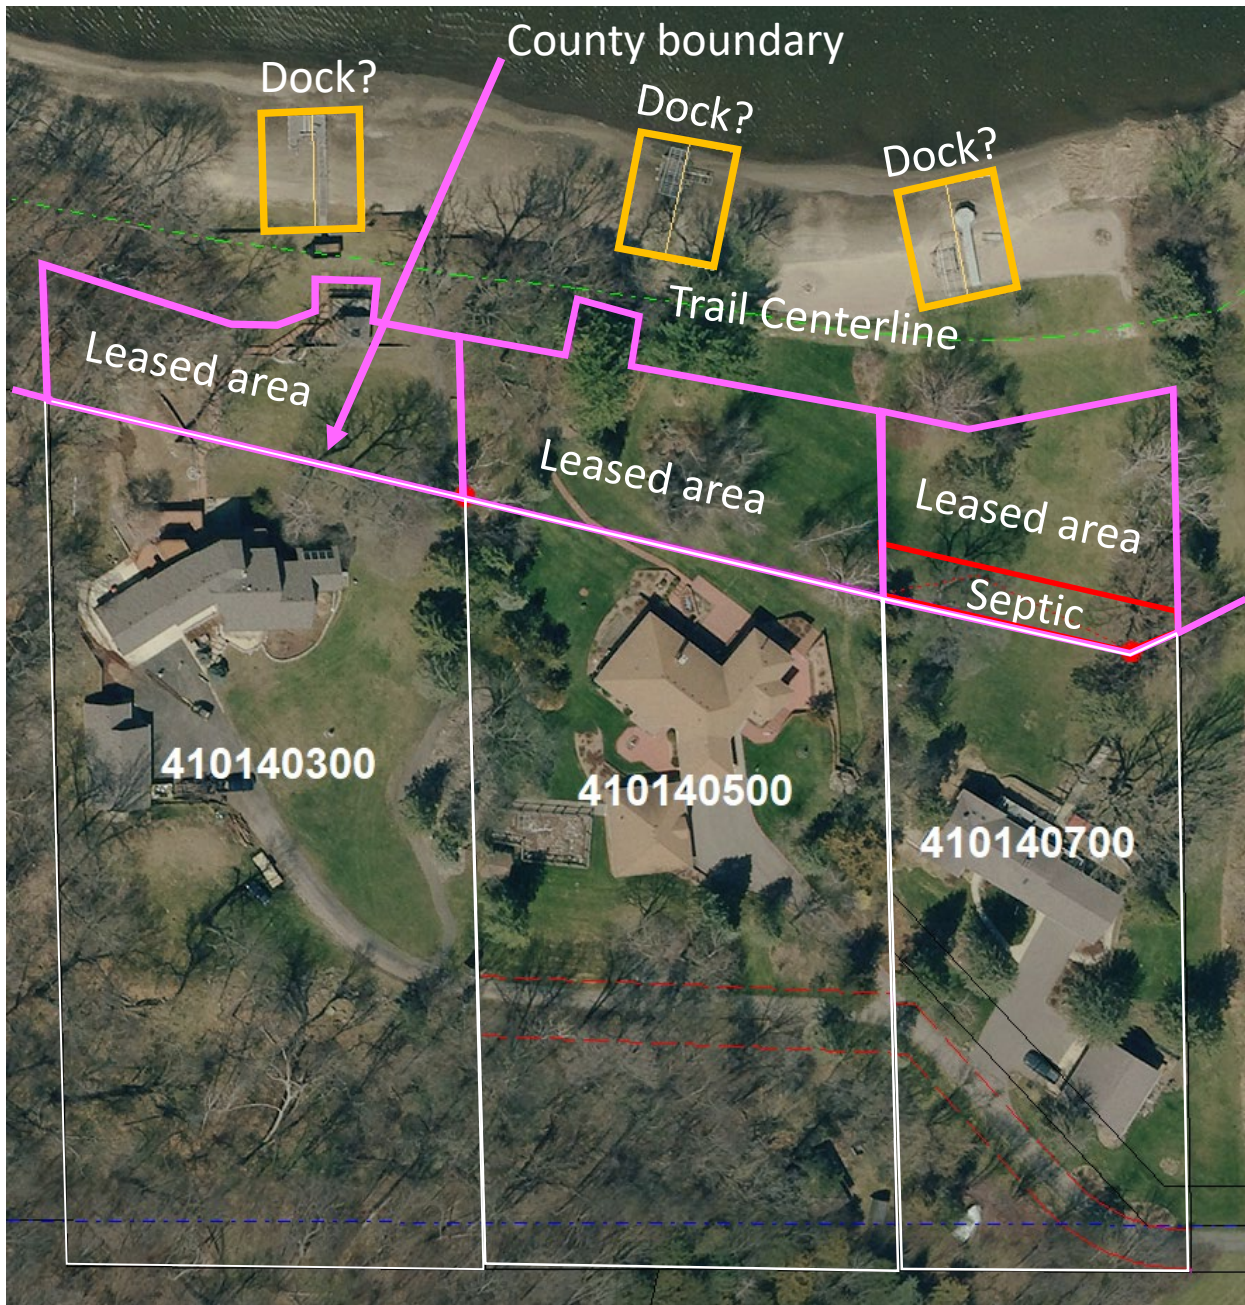 County boundary
Dock?
Dock?
Dock?
Trail Centerline
Leased area
Leased area
Leased area
Septic
410140300
410140500
410140700